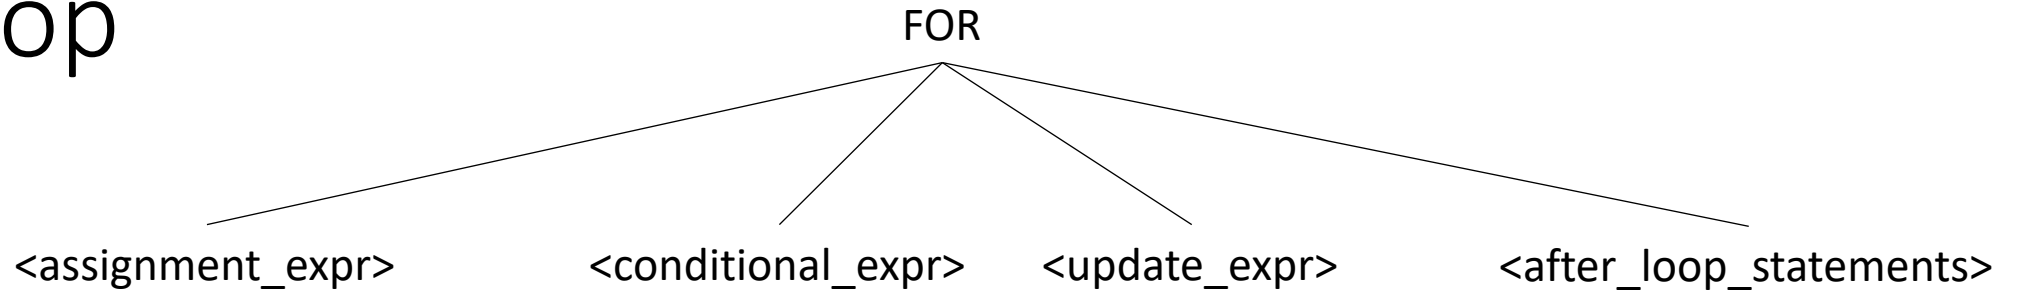 op
FOR
<assignment_expr> <conditional_expr> <update_expr> <after_loop_statements>